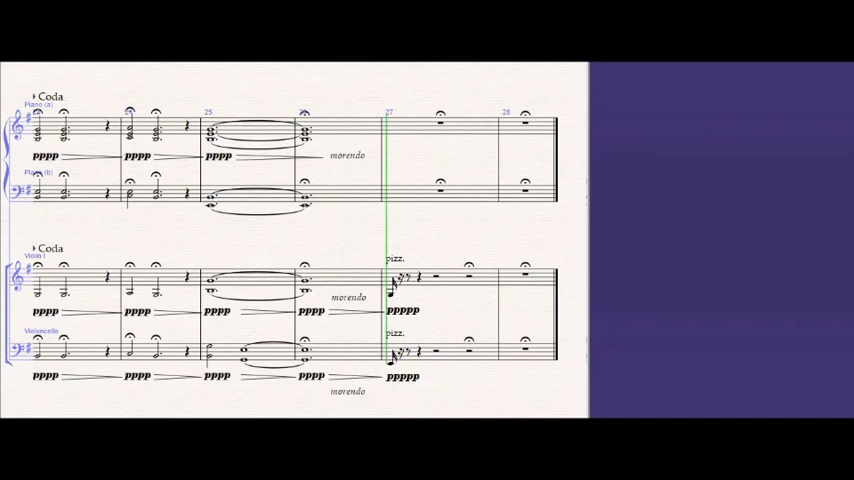 Coda
Piano (a)
25
27
28
pppp pppp pppp morendo
Piano (b)
Coda
Violin I
pizz.
morendo
pppp pppp pppp pppp ppppp
Violoncello
pizz.
pppp pppp pppp pppp ppppp
morendo